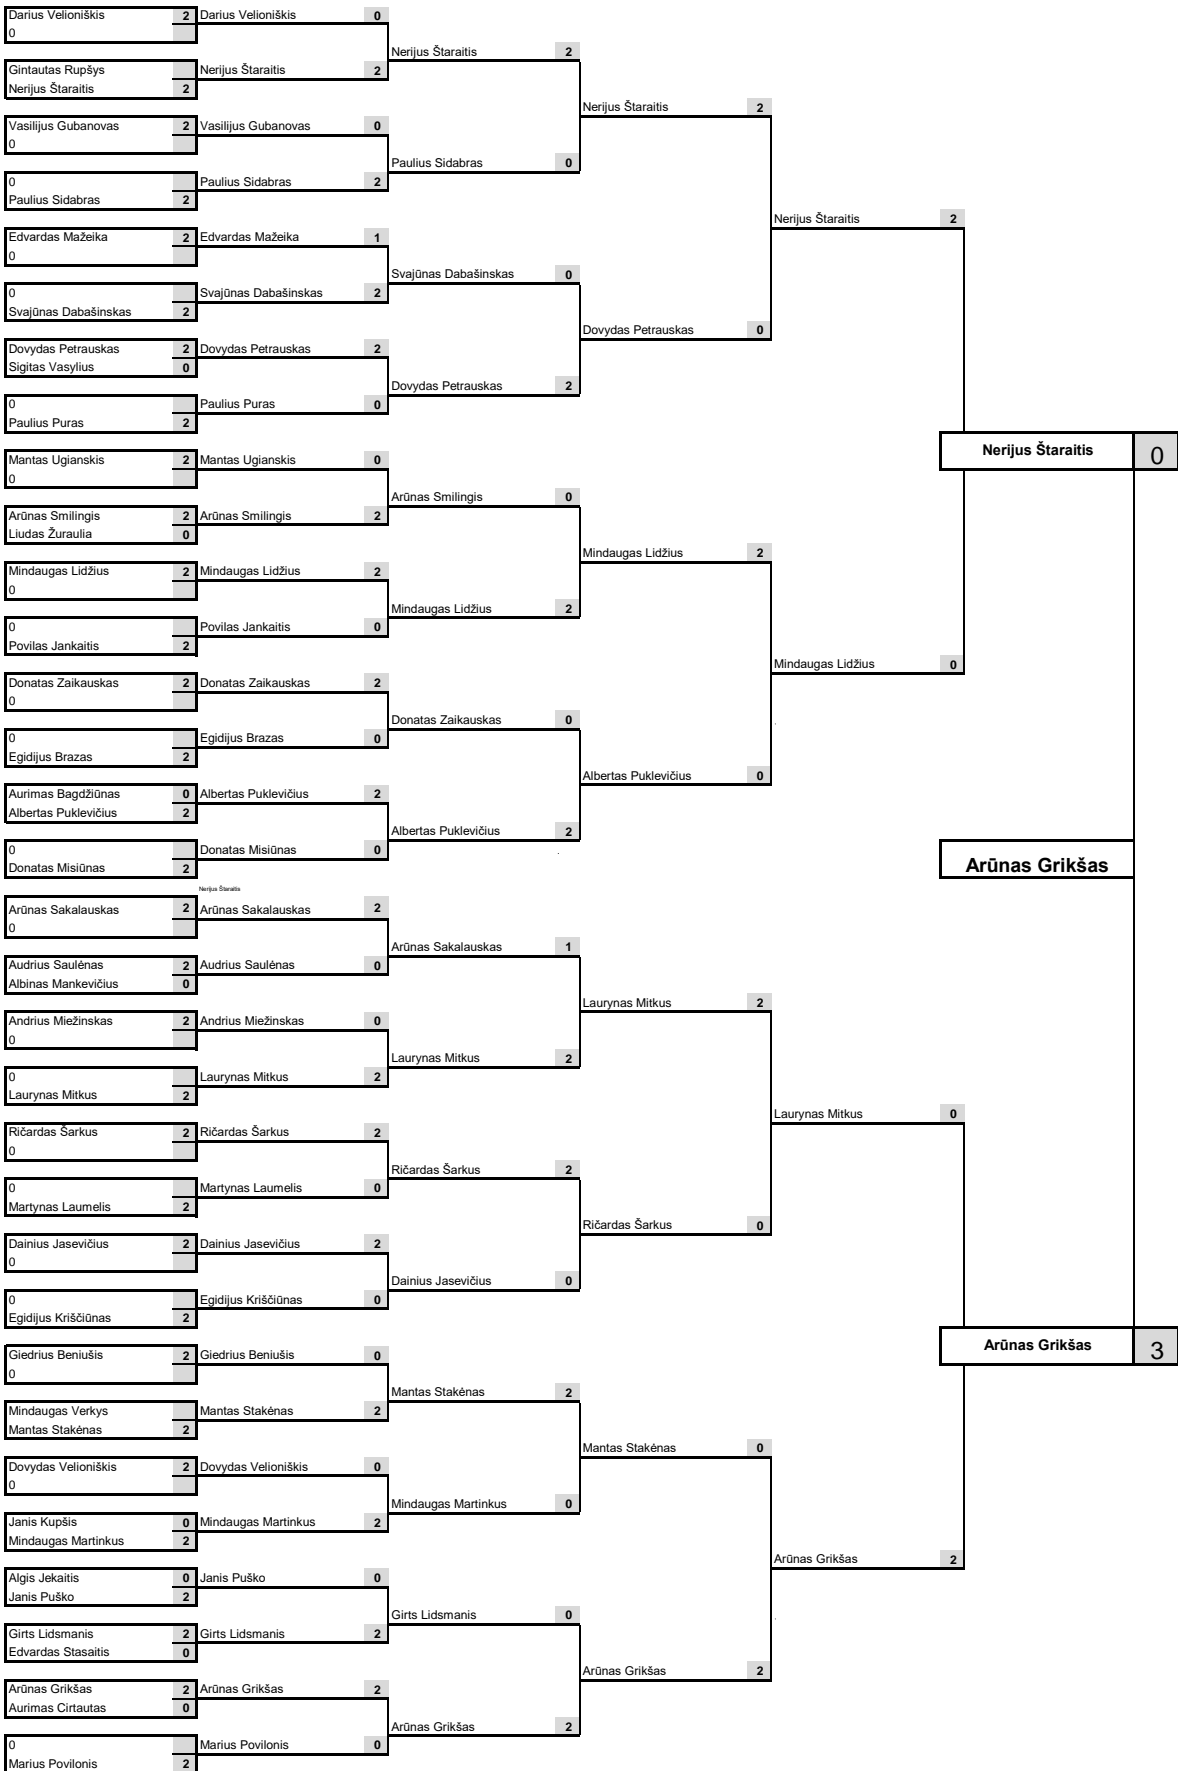 Darius Velioniškis 2 Darius Velioniškis 0
0
Nerijus Štaraitis 2
Gintautas Rupšys Nerijus Štaraitis 2
Nerijus Štaraitis 2
Nerijus Štaraitis 2
Vasilijus Gubanovas 2 Vasilijus Gubanovas 0
0
Paulius Sidabras 0
0 Paulius Sidabras 2
Paulius Sidabras 2
Nerijus Štaraitis 2
Edvardas Mažeika 2 Edvardas Mažeika 1
0
Svajūnas Dabašinskas 0
0 Svajūnas Dabašinskas 2
Svajūnas Dabašinskas 2
Dovydas Petrauskas 0
Dovydas Petrauskas 2 Dovydas Petrauskas 2
Sigitas Vasylius 0
Dovydas Petrauskas 2
0 Paulius Puras 0
Paulius Puras 2
Nerijus Štaraitis 0
Mantas Ugianskis 2 Mantas Ugianskis 0
0
Arūnas Smilingis 0
Arūnas Smilingis 2 Arūnas Smilingis 2
Liudas Žuraulia 0
Mindaugas Lidžius 2
Mindaugas Lidžius 2 Mindaugas Lidžius 2
0
Mindaugas Lidžius 2
0 Povilas Jankaitis 0
Povilas Jankaitis 2
Mindaugas Lidžius 0
Donatas Zaikauskas 2 Donatas Zaikauskas 2
0
Donatas Zaikauskas 0
0 Egidijus Brazas 0
Egidijus Brazas 2
Albertas Puklevičius 0
Aurimas Bagdžiūnas 0 Albertas Puklevičius 2
Albertas Puklevičius 2
Albertas Puklevičius 2
0 Donatas Misiūnas 0
Donatas Misiūnas 2
Arūnas Grikšas
Nerijus Štaraitis
Arūnas Sakalauskas 2 Arūnas Sakalauskas 2
0
Arūnas Sakalauskas 1
Audrius Saulėnas 2 Audrius Saulėnas 0
Albinas Mankevičius 0
Laurynas Mitkus 2
Andrius Miežinskas 2 Andrius Miežinskas 0
0
Laurynas Mitkus 2
0 Laurynas Mitkus 2
Laurynas Mitkus 2
Laurynas Mitkus 0
Ričardas Šarkus 2 Ričardas Šarkus 2
0
Ričardas Šarkus 2
0 Martynas Laumelis 0
Martynas Laumelis 2
Ričardas Šarkus 0
Dainius Jasevičius 2 Dainius Jasevičius 2
0
Dainius Jasevičius 0
0 Egidijus Kriščiūnas 0
Egidijus Kriščiūnas 2
Arūnas Grikšas 3
Giedrius Beniušis 2 Giedrius Beniušis 0
0
Mantas Stakėnas 2
Mindaugas Verkys Mantas Stakėnas 2
Mantas Stakėnas 2
Mantas Stakėnas 0
Dovydas Velioniškis 2 Dovydas Velioniškis 0
0
Mindaugas Martinkus 0
Janis Kupšis 0 Mindaugas Martinkus 2
Mindaugas Martinkus 2
Arūnas Grikšas 2
Algis Jekaitis 0 Janis Puško 0
Janis Puško 2
Girts Lidsmanis 0
Girts Lidsmanis 2 Girts Lidsmanis 2
Edvardas Stasaitis 0
Arūnas Grikšas 2
Arūnas Grikšas 2 Arūnas Grikšas 2
Aurimas Cirtautas 0
Arūnas Grikšas 2
0 Marius Povilonis 0
Marius Povilonis 2